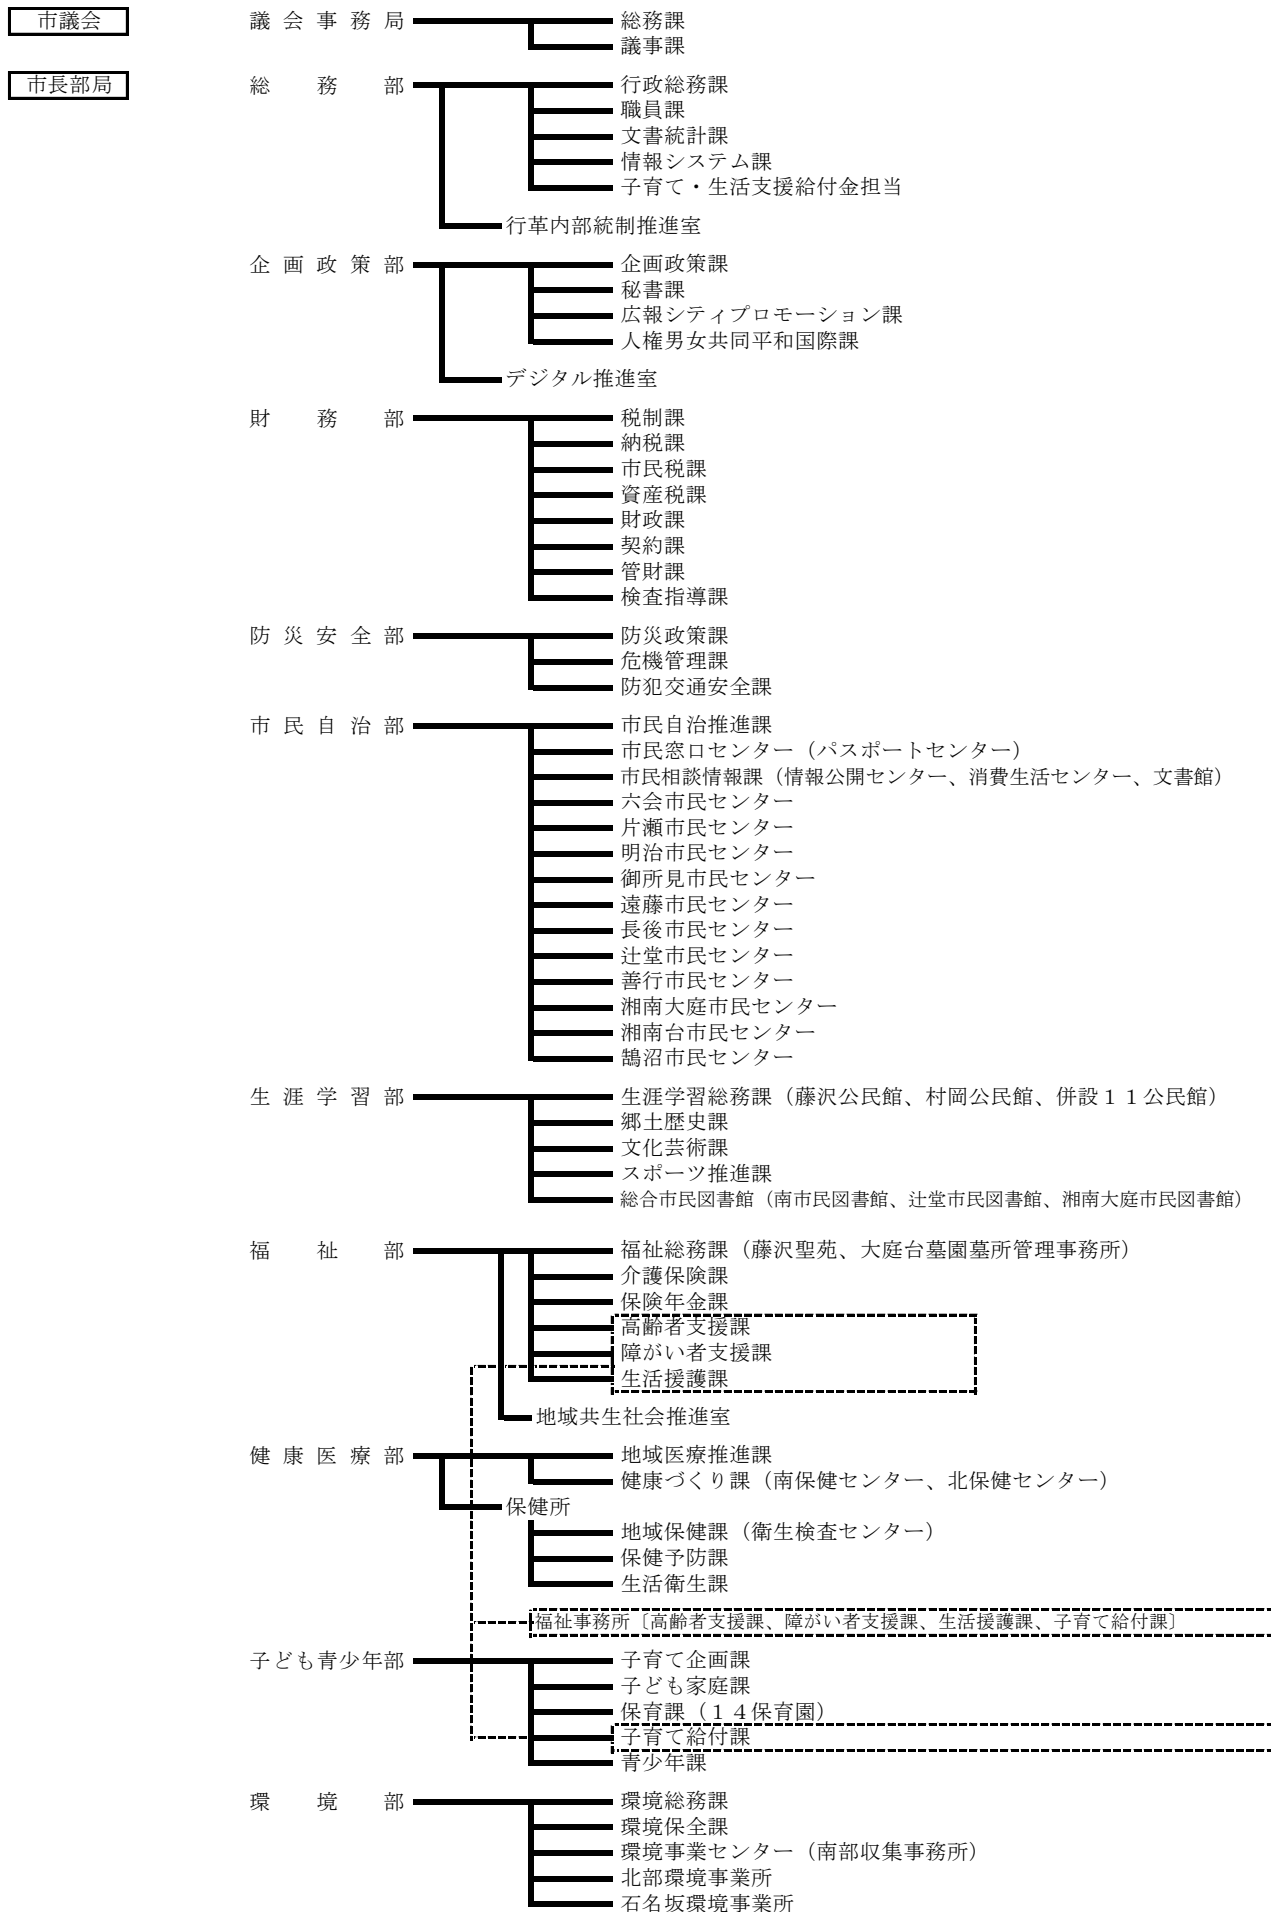 市議会 議会事務局 総務課
議事課
市長部局 総務部 行政総務課
職員課
文書統計課
情報システム課
子育て・生活支援給付金担当
行革内部統制推進室
企画政策部 企画政策課
秘書課
広報シティプロモーション課
人権男女共同平和国際課
デジタル推進室
財務部 税制課
納税課
市民税課
資産税課
財政課
契約課
管財課
検査指導課
防災安全部 防災政策課
危機管理課
防犯交通安全課
市民自治部 市民自治推進課
市民窓口センター（パスポートセンター）
市民相談情報課（情報公開センター、消費生活センター、文書館）
六会市民センター
片瀬市民センター
明治市民センター
御所見市民センター
遠藤市民センター
長後市民センター
辻堂市民センター
善行市民センター
湘南大庭市民センター
湘南台市民センター
鵠沼市民センター
生涯学習部 生涯学習総務課（藤沢公民館、村岡公民館、併設１１公民館）
郷土歴史課
文化芸術課
スポーツ推進課
総合市民図書館（南市民図書館、辻堂市民図書館、湘南大庭市民図書館）
福祉部 福祉総務課（藤沢聖苑、大庭台墓園墓所管理事務所）
介護保険課
保険年金課
高齢者支援課
障がい者支援課
生活援護課
地域共生社会推進室
健康医療部 地域医療推進課
健康づくり課（南保健センター、北保健センター）
保健所
地域保健課（衛生検査センター）
保健予防課
生活衛生課
福祉事務所〔高齢者支援課、障がい者支援課、生活援護課、子育て給付課〕
子ども青少年部 子育て企画課
子ども家庭課
保育課（１４保育園）
子育て給付課
青少年課
環境部 環境総務課
環境保全課
環境事業センター（南部収集事務所）
北部環境事業所
石名坂環境事業所